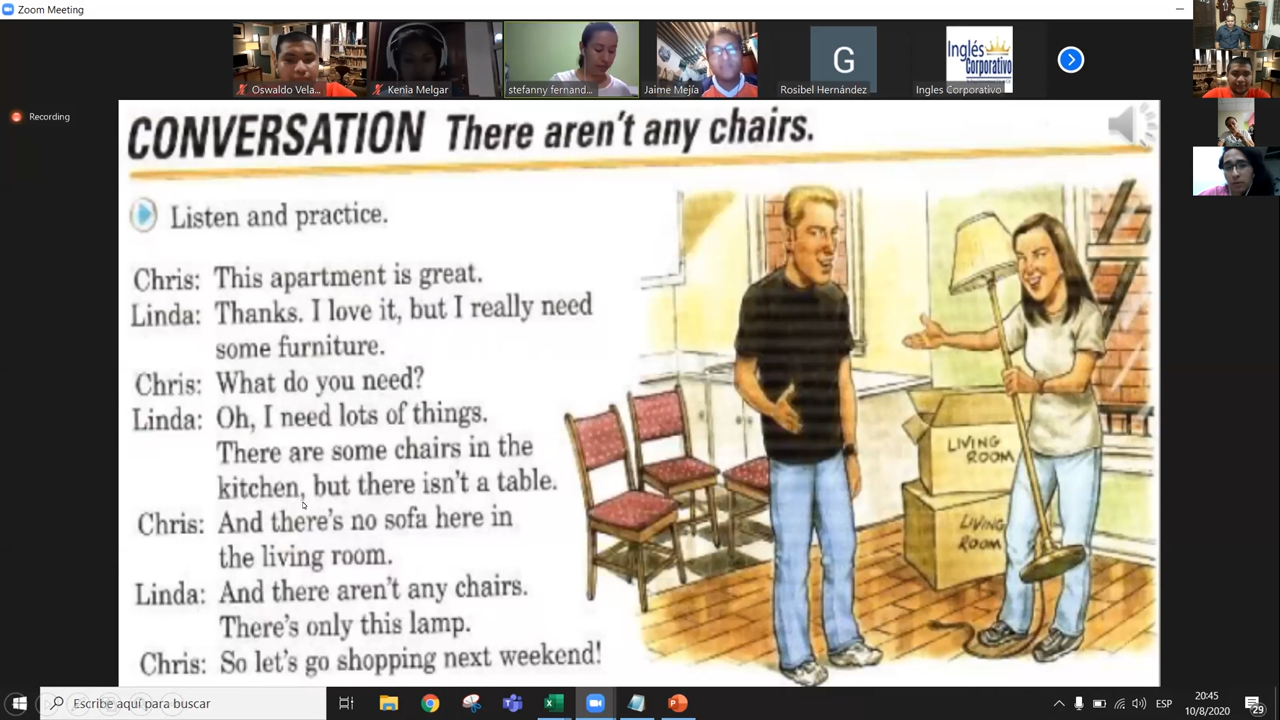 Zoom Meeting
Recording
Oswaldo Vela...
Kenia Melgar
stefanny fernand...
Jaime Mejía
G
Rosibel Hernández
Inglés
Corporativo
Ingles Corporativo
CONVERSATION There aren't any chairs.
Listen and practice.
Chris: This apartment is great.
Linda: Thanks. I love it, but I really need
some furniture.
Chris: What do you need?
Linda: Oh, I need lots of things.
There are some chairs in the
kitchen, but there isn't a table.
Chris: And there's no sofa here in
the living room.
Linda: And there aren't any chairs.
There's only this lamp.
Chris: So let's go shopping next weekend!
LIVING
ROOM
LIVING
ROOM
Escribe aquí para buscar
ESP
20:45
10/8/2020
29